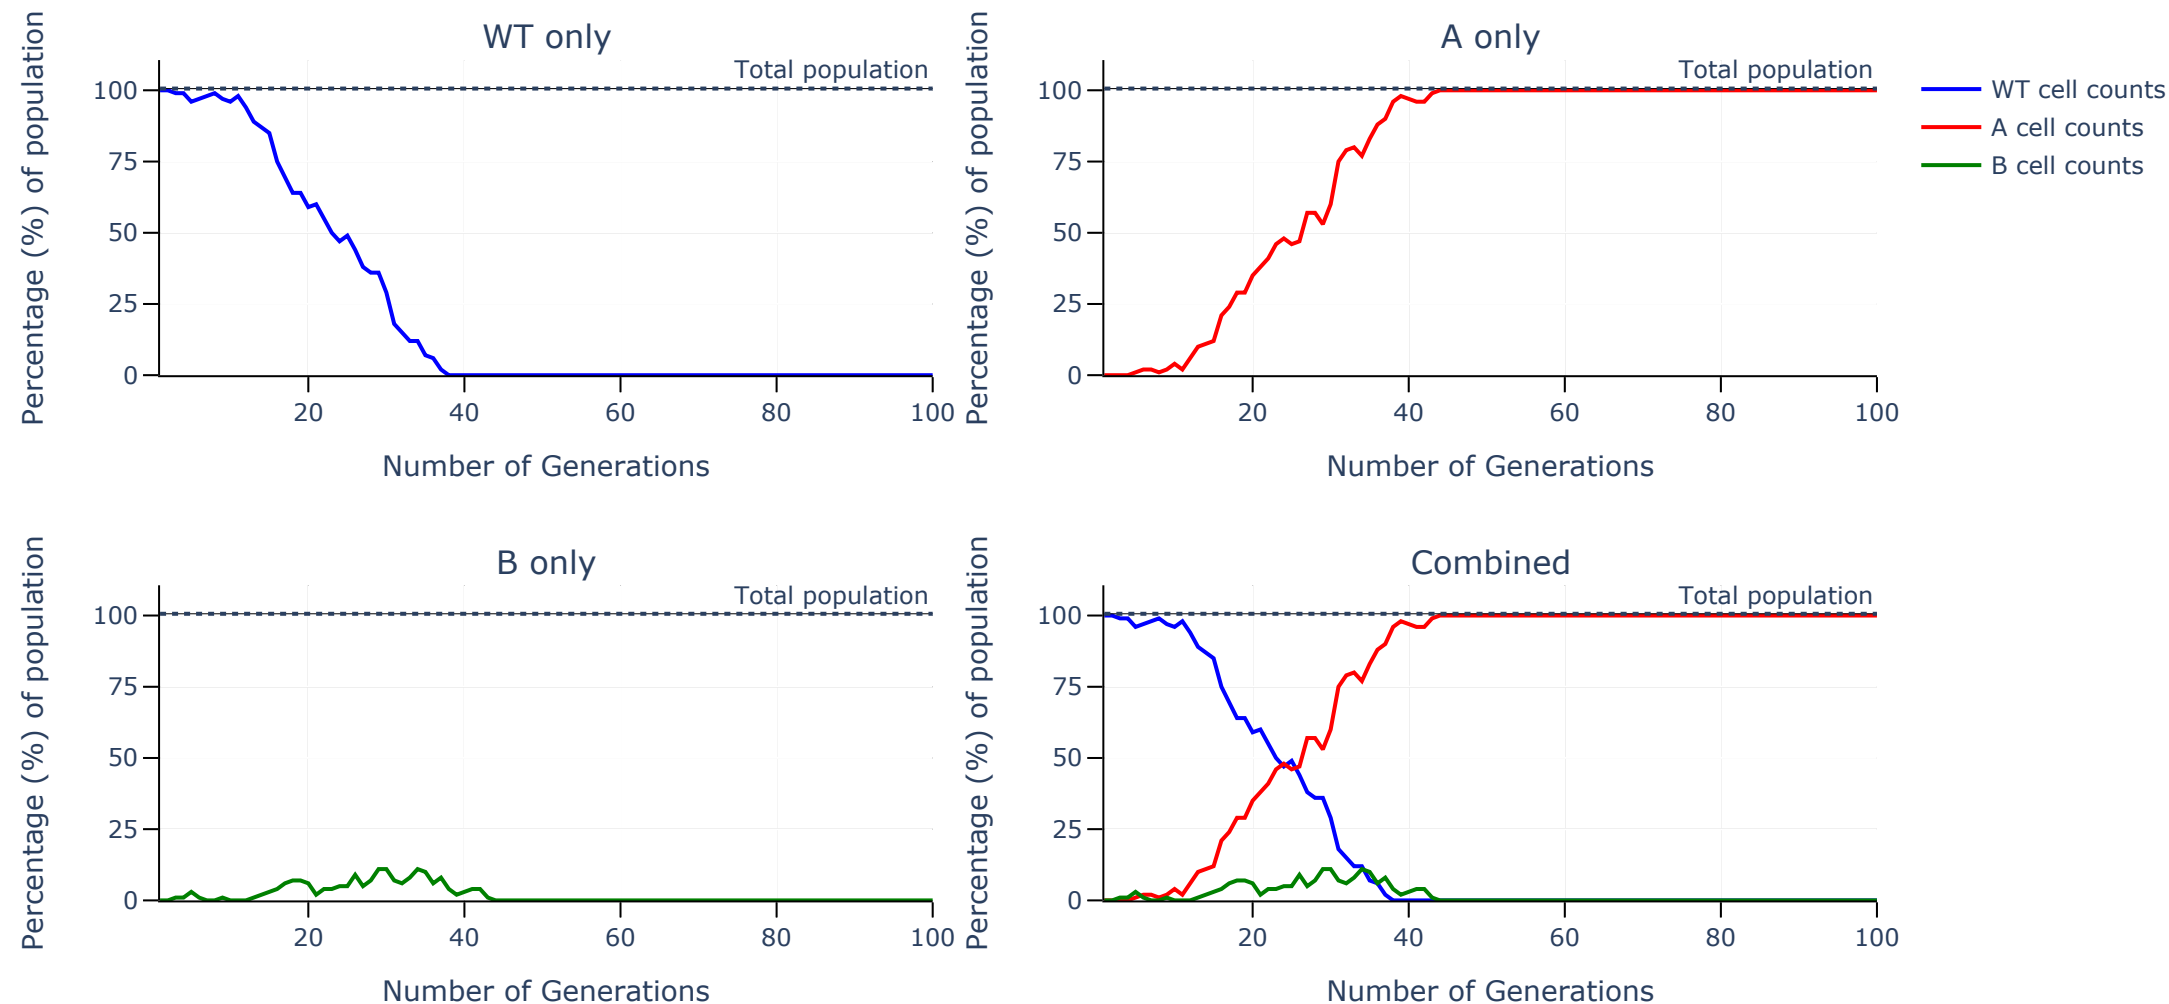 WT only
Total population
Percentage (%) of population
100
75
50
25
0
20
40
60
80
100
Number of Generations
A only
Total population
Percentage (%) of population
100
75
50
25
0
20
40
60
80
100
Number of Generations
WT cell counts
A cell counts
B cell counts
B only
Total population
Percentage (%) of population
100
75
50
25
0
20
40
60
80
100
Number of Generations
Combined
Total population
Percentage (%) of population
100
75
50
25
0
20
40
60
80
100
Number of Generations